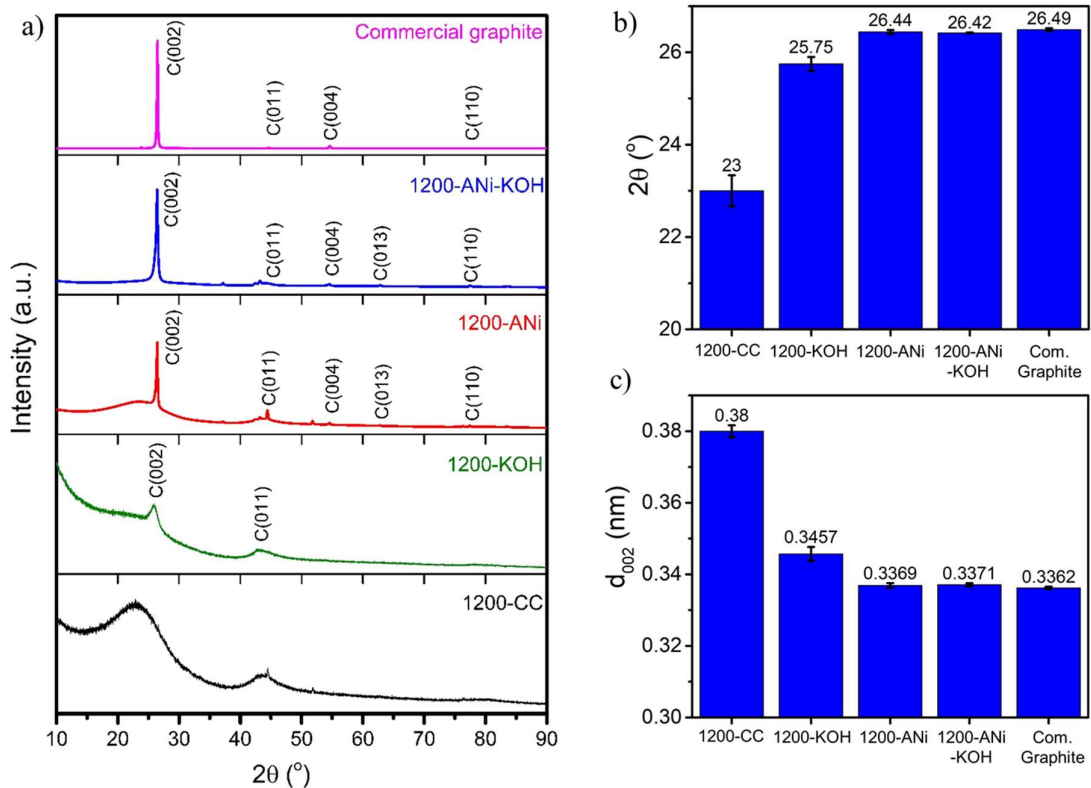 a)
Intensity (a.u.)
Commercial graphite
C(002)
C(011)
C(004)
C(110)
1200-ANi-KOH
C(002)
C(011)
C(004)
C(013)
C(110)
1200-ANi
C(002)
C(011)
C(004)
C(013)
C(110)
1200-KOH
C(002)
C(011)
1200-CC
10 20 30 40 50 60 70 80 90
2θ (°)
b)
2θ (°)
26
24
22
20
23
25.75
26.44
26.42
26.49
1200-CC
1200-KOH
1200-ANi
1200-ANi
-KOH
Com.
Graphite
c)
d002 (nm)
0.38
0.36
0.34
0.32
0.30
0.38
0.3457
0.3369
0.3371
0.3362
1200-CC
1200-KOH
1200-ANi
1200-ANi
-KOH
Com.
Graphite